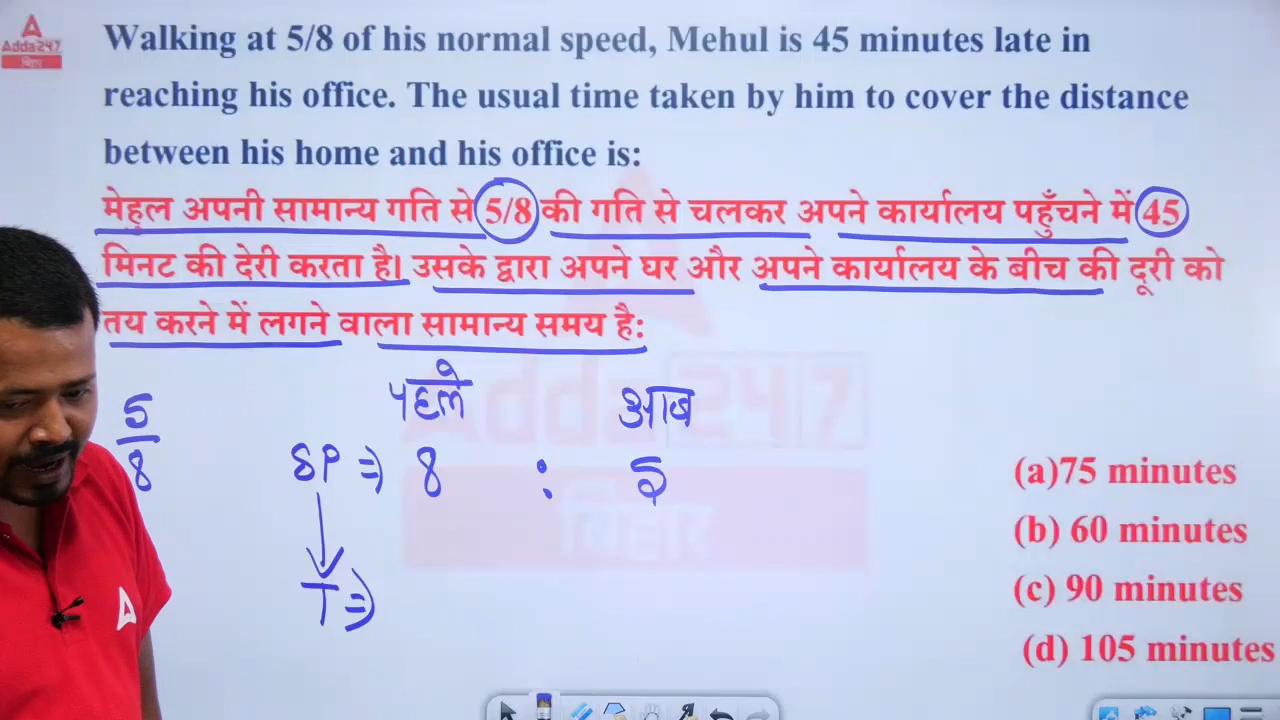 Adda247
बिहार
Walking at 5/8 of his normal speed, Mehul is 45 minutes late in
reaching his office. The usual time taken by him to cover the distance
between his home and his office is:
मेहुल अपनी सामान्य गति से 5/8 की गति से चलकर अपने कार्यालय पहुँचने में 45
मिनट की देरी करता है। उसके द्वारा अपने घर और अपने कार्यालय के बीच की दूरी को
तय करने में लगने वाला सामान्य समय है:
5
8
पहले आब
SP ⇒ 8 : 5
T ⇒
Adda247
बिहार
(a)75 minutes
(b) 60 minutes
(c) 90 minutes
(d) 105 minutes